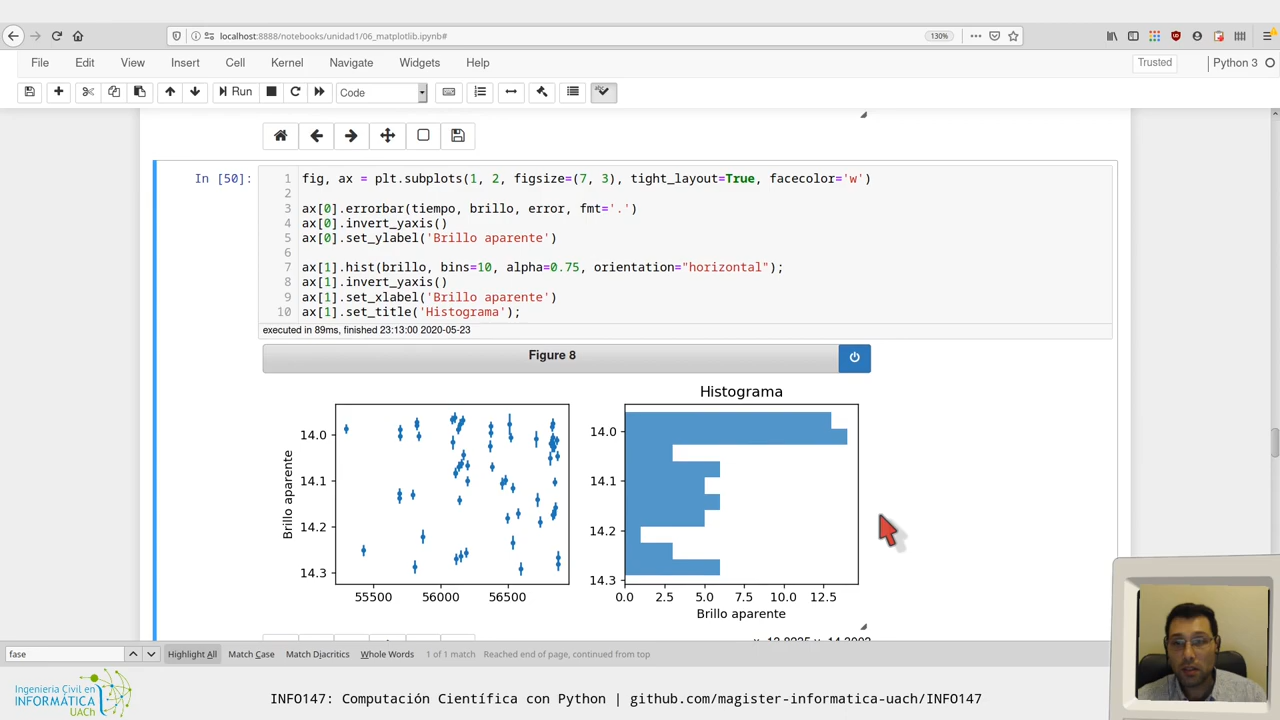 localhost:8888/notebooks/unidad1/06_matplotlib.ipynb#
130%
File Edit View Insert Cell Kernel Navigate Widgets Help
Trusted
Python 3
Run
Code
In [50]:
1 fig, ax = plt.subplots(1, 2, figsize=(7, 3), tight_layout=True, facecolor='w')
2
3 ax[0].errorbar(tiempo, brillo, error, fmt='.')
4 ax[0].invert_yaxis()
5 ax[0].set_ylabel('Brillo aparente')
6
7 ax[1].hist(brillo, bins=10, alpha=0.75, orientation="horizontal");
8 ax[1].invert_yaxis()
9 ax[1].set_xlabel('Brillo aparente')
10 ax[1].set_title('Histograma');
executed in 89ms, finished 23:13:00 2020-05-23
Figure 8
Brillo aparente
14.0
14.1
14.2
14.3
55500 56000 56500
Histograma
14.0
14.1
14.2
14.3
0.0 2.5 5.0 7.5 10.0 12.5
Brillo aparente
fase
Highlight All Match Case Match Diacritics Whole Words 1 of 1 match Reached end of page, continued from top
Ingeniería Civil en
INFORMÁTICA
UACh
INFO147: Computación Científica con Python | github.com/magister-informatica-uach/INFO147